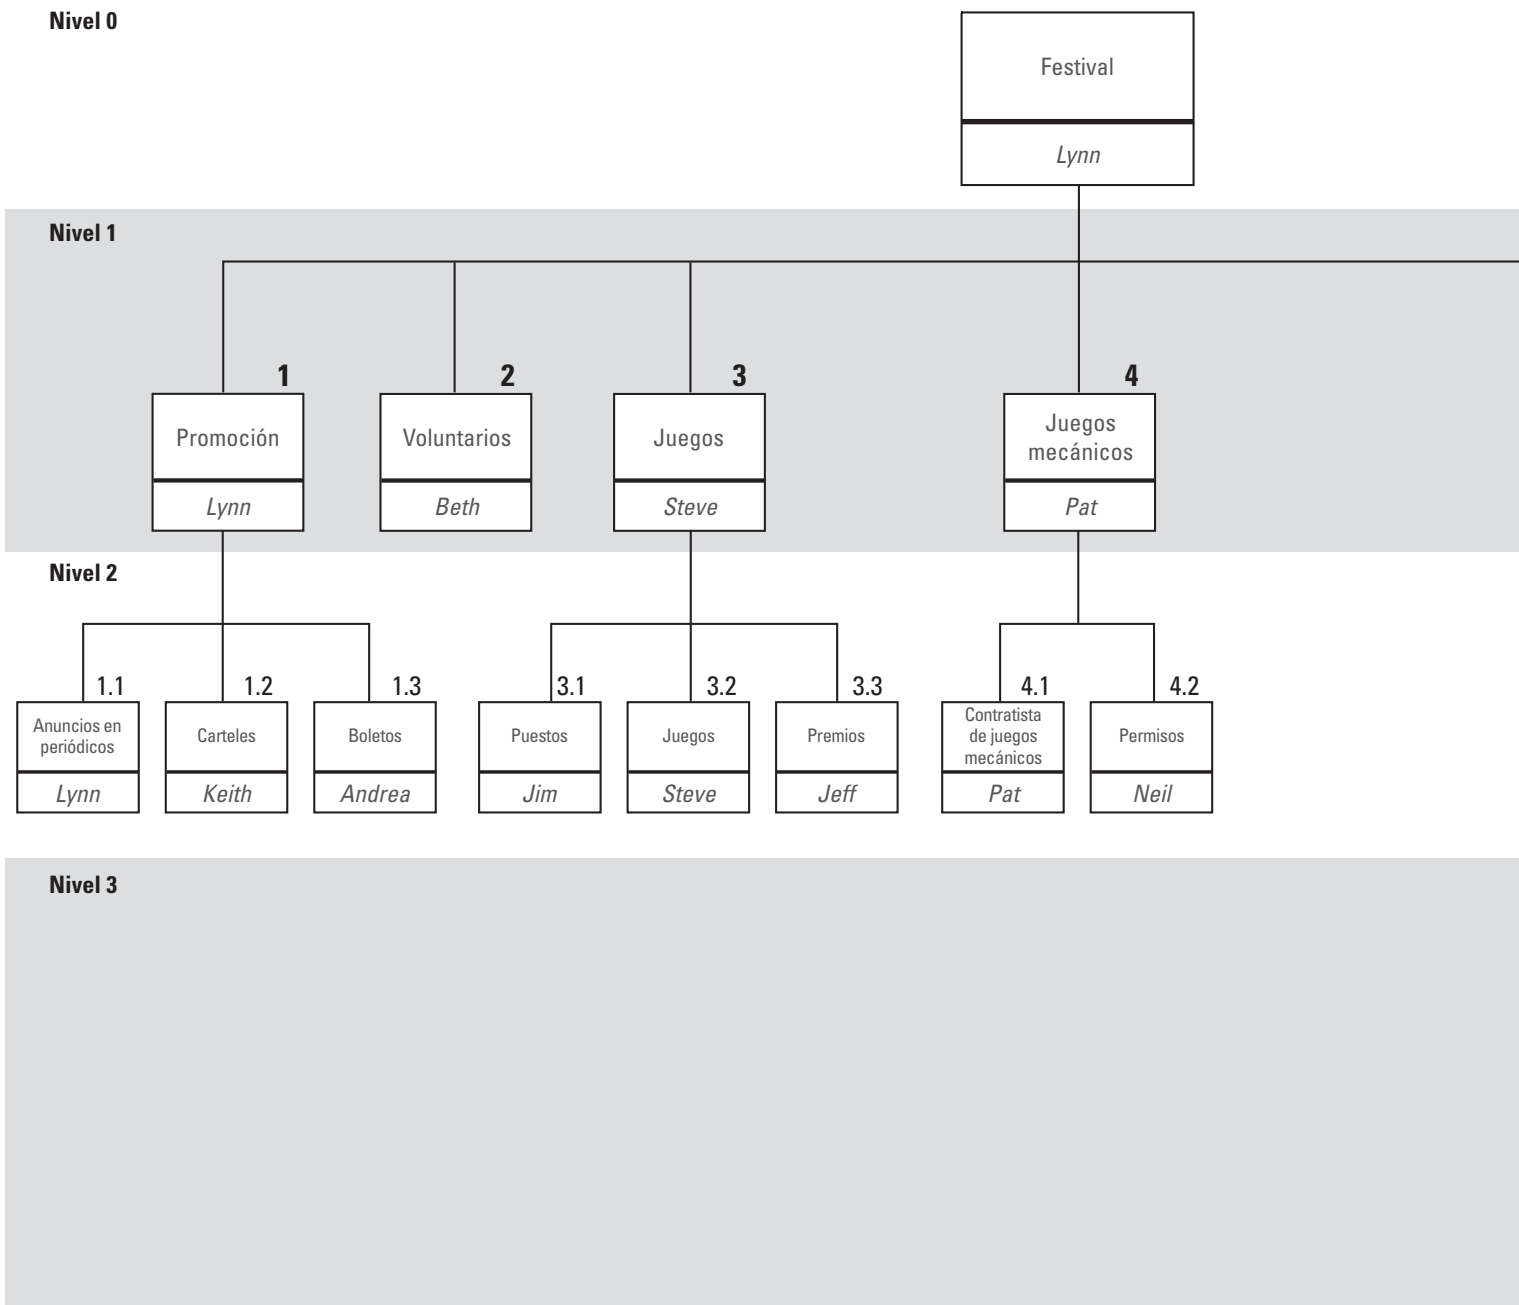 Nivel 0
Festival
Lynn
Nivel 1
1
2
3
4
Promoción
Voluntarios
Juegos
Juegos
mecánicos
Lynn
Beth
Steve
Pat
Nivel 2
1.1
1.2
1.3
3.1
3.2
3.3
4.1
4.2
Anuncios en
periódicos
Carteles
Boletos
Puestos
Juegos
Premios
Contratista
de juegos
mecánicos
Permisos
Lynn
Keith
Andrea
Jim
Steve
Jeff
Pat
Neil
Nivel 3